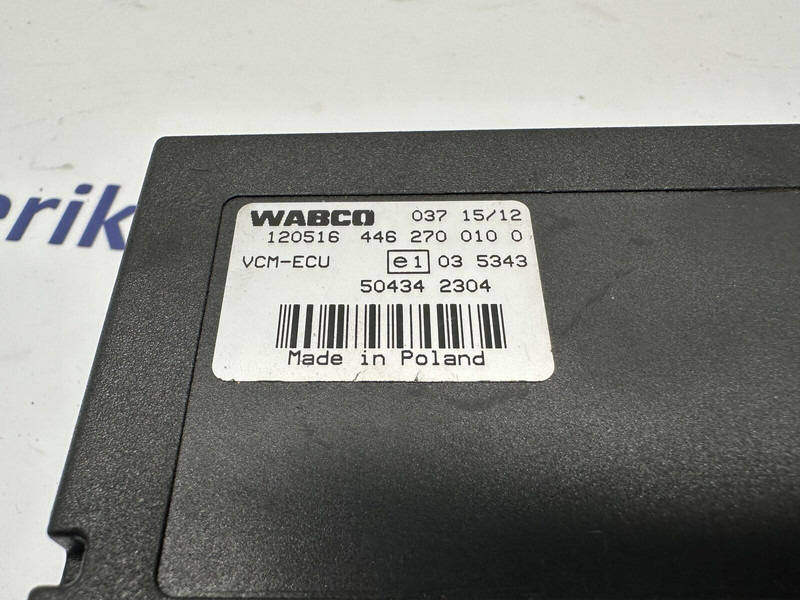 WABCO 037 15/12
120516 446 270 010 0
VCM-ECU e1 03 5343
50434 2304
Made in Poland
erik